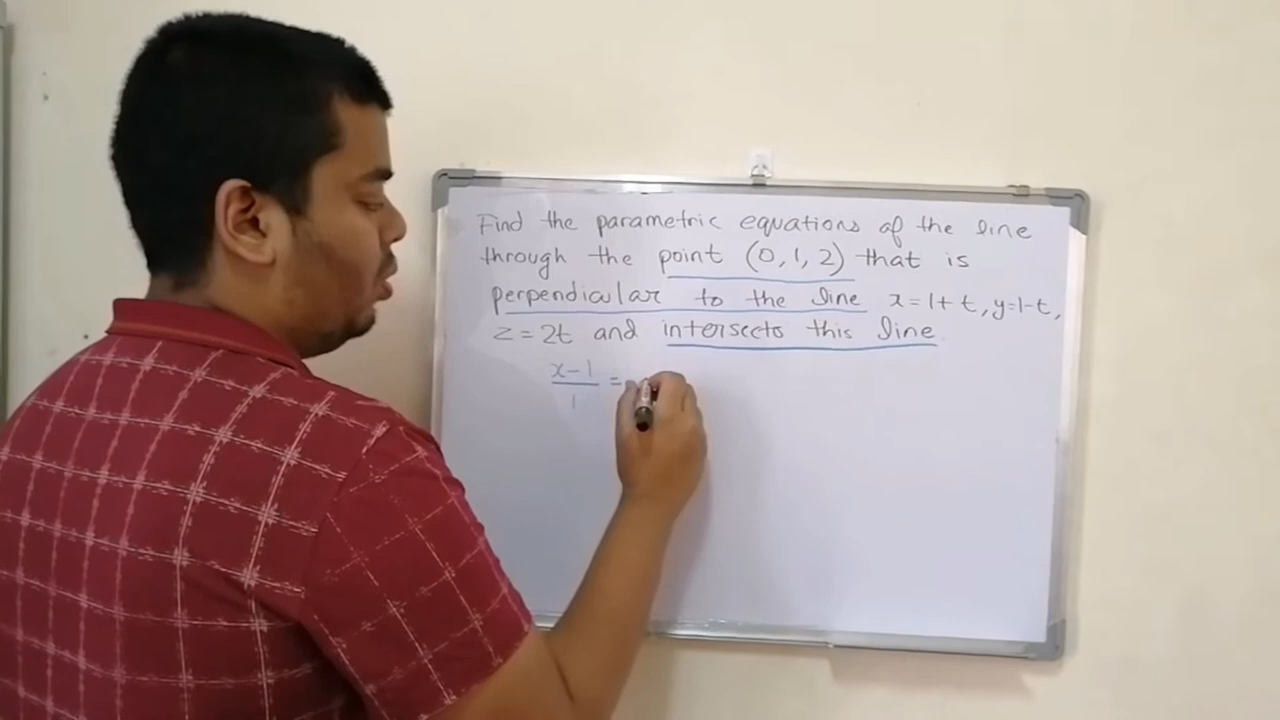 Find the parametric equations of the line
through the point (0, 1, 2) that is
perpendicular to the line x = 1 + t, y = 1 - t,
z = 2t and intersects this line.
x - 1
/ 1 =